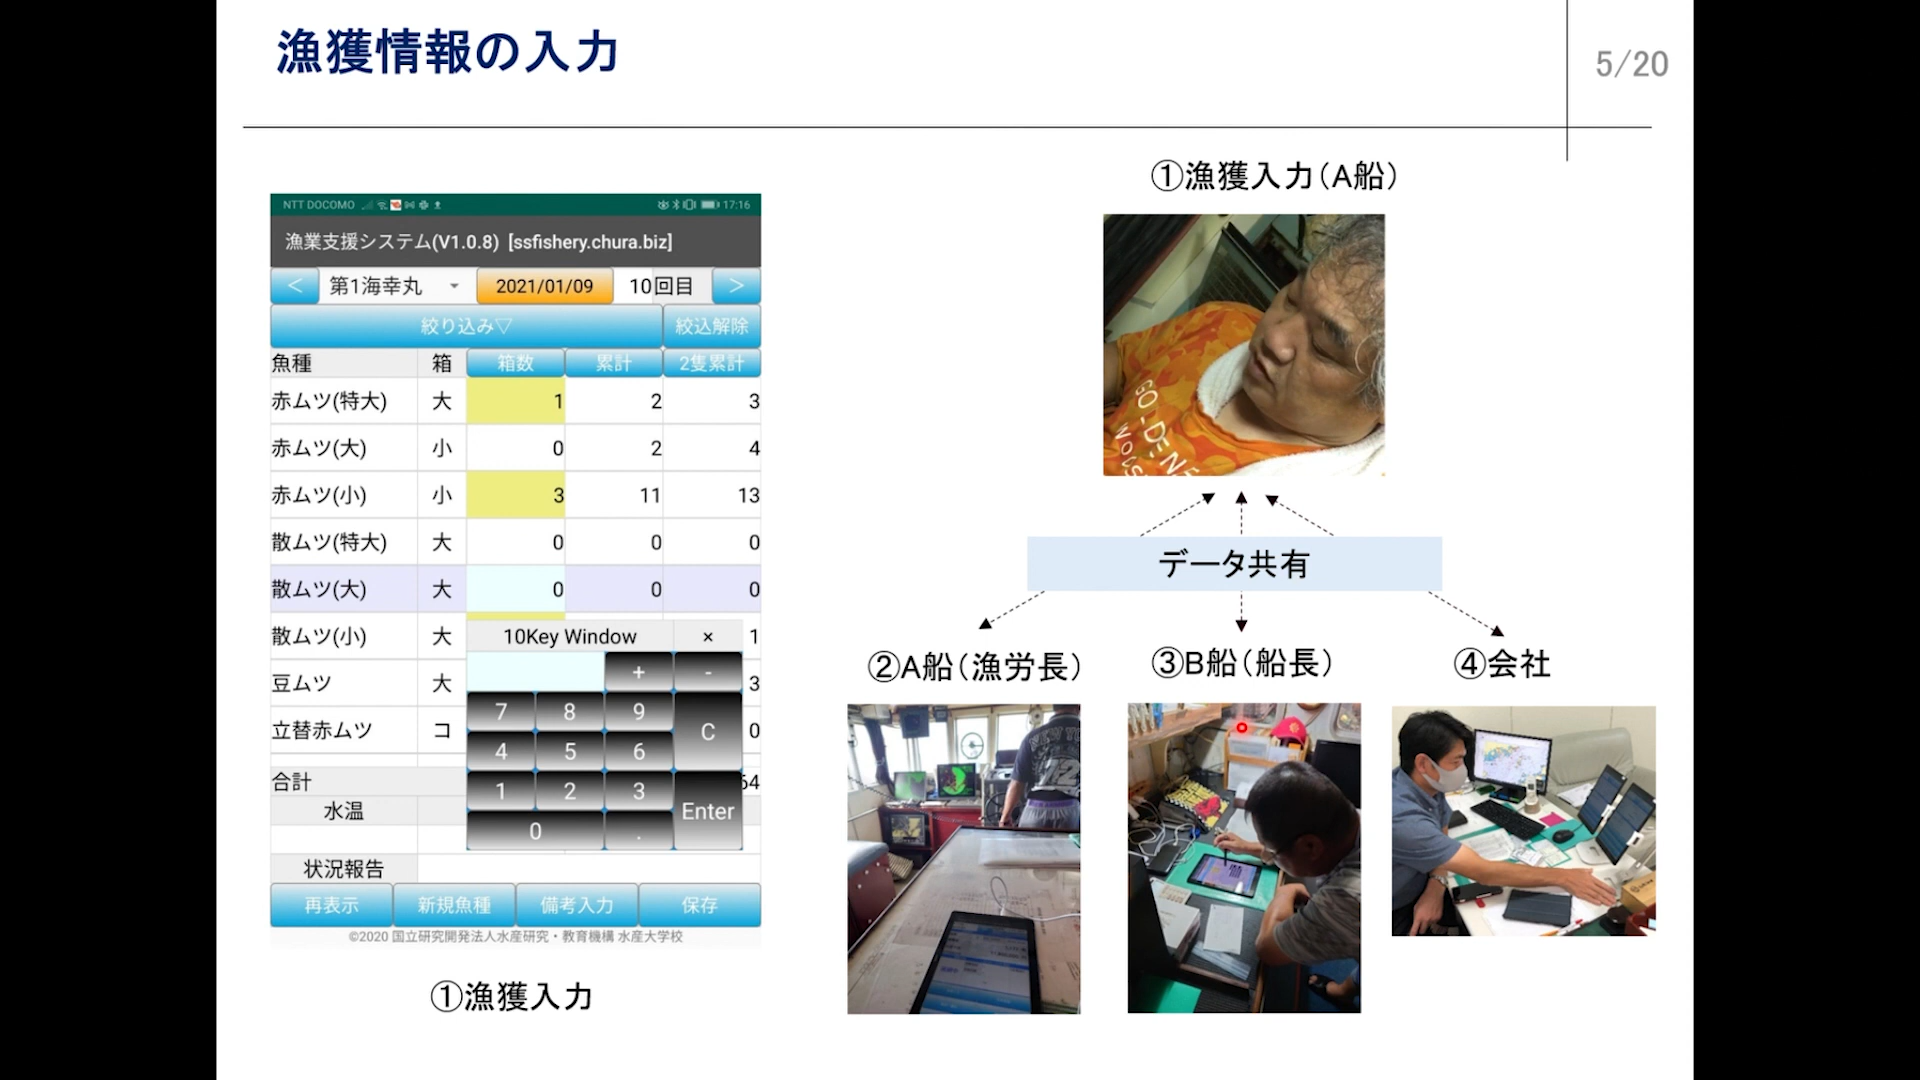 漁獲情報の入力
5/20
NTT DOCOMO 17:16
漁業支援システム(V1.0.8) [ssfishery.chura.biz]
< 第1海幸丸 2021/01/09 10回目 >
絞り込み▽ 絞込解除
魚種 箱 箱数 累計 2隻累計
赤ムツ(特大) 大 1 2 3
赤ムツ(大) 小 0 2 4
赤ムツ(小) 小 3 11 13
散ムツ(特大) 大 0 0 0
散ムツ(大) 大 0 0 0
散ムツ(小) 大 1
豆ムツ 大 3
立替赤ムツ コ 0
合計 64
水温
状況報告
10Key Window ×
+ -
7 8 9 C
4 5 6
1 2 3 Enter
0 .
再表示 新規魚種 備考入力 保存
©2020 国立研究開発法人水産研究・教育機構 水産大学校
①漁獲入力
①漁獲入力(A船)
GO-DEN
データ共有
②A船(漁労長)
③B船(船長)
④会社
NEW YO
12